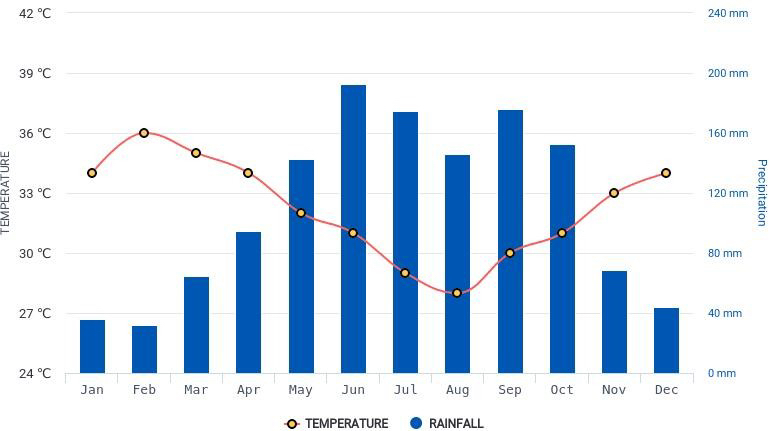 42 °C
39 °C
36 °C
33 °C
30 °C
27 °C
24 °C
TEMPERATURE
240 mm
200 mm
160 mm
120 mm
80 mm
40 mm
0 mm
Precipitation
Jan Feb Mar Apr May Jun Jul Aug Sep Oct Nov Dec
TEMPERATURE RAINFALL